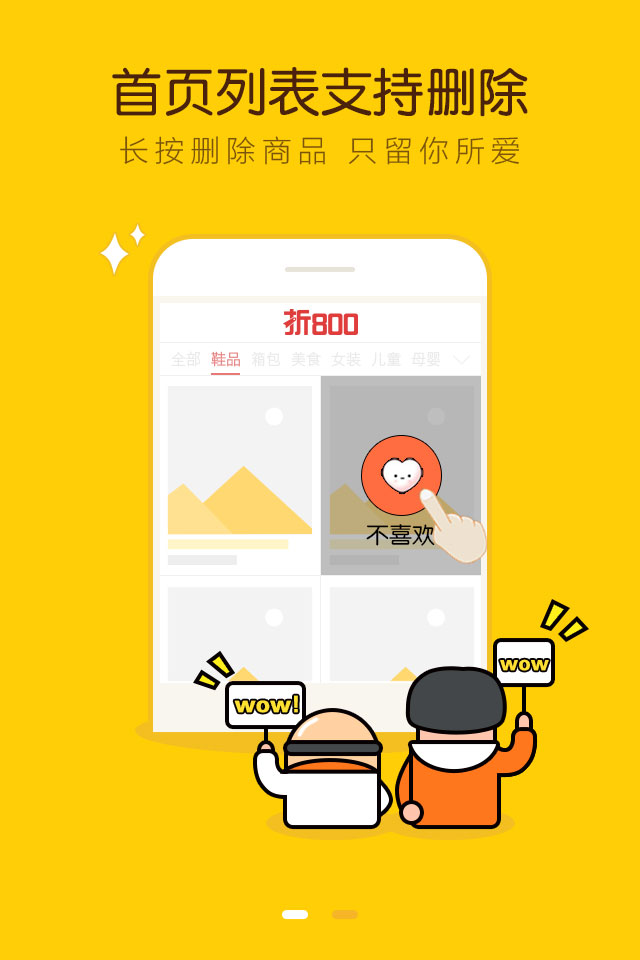 首页列表支持删除
长按删除商品 只留你所爱
折800
全部 鞋品 箱包 美食 女装 儿童 母婴
不喜欢
wow!
wow